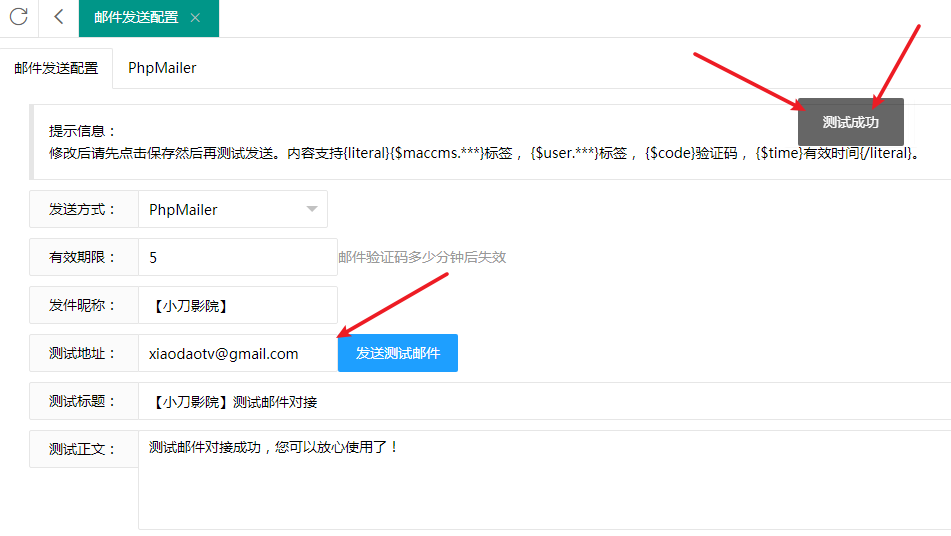 邮件发送配置
邮件发送配置 PhpMailer
测试成功
提示信息：
修改后请先点击保存然后再测试发送。内容支持{literal}{$maccms.***}标签， {$user.***}标签， {$code}验证码， {$time}有效时间{/literal}。
发送方式： PhpMailer
有效期限： 5 邮件验证码多少分钟后失效
发件昵称： 【小刀影院】
测试地址： xiaodaotv@gmail.com 发送测试邮件
测试标题： 【小刀影院】测试邮件对接
测试正文： 测试邮件对接成功，您可以放心使用了！